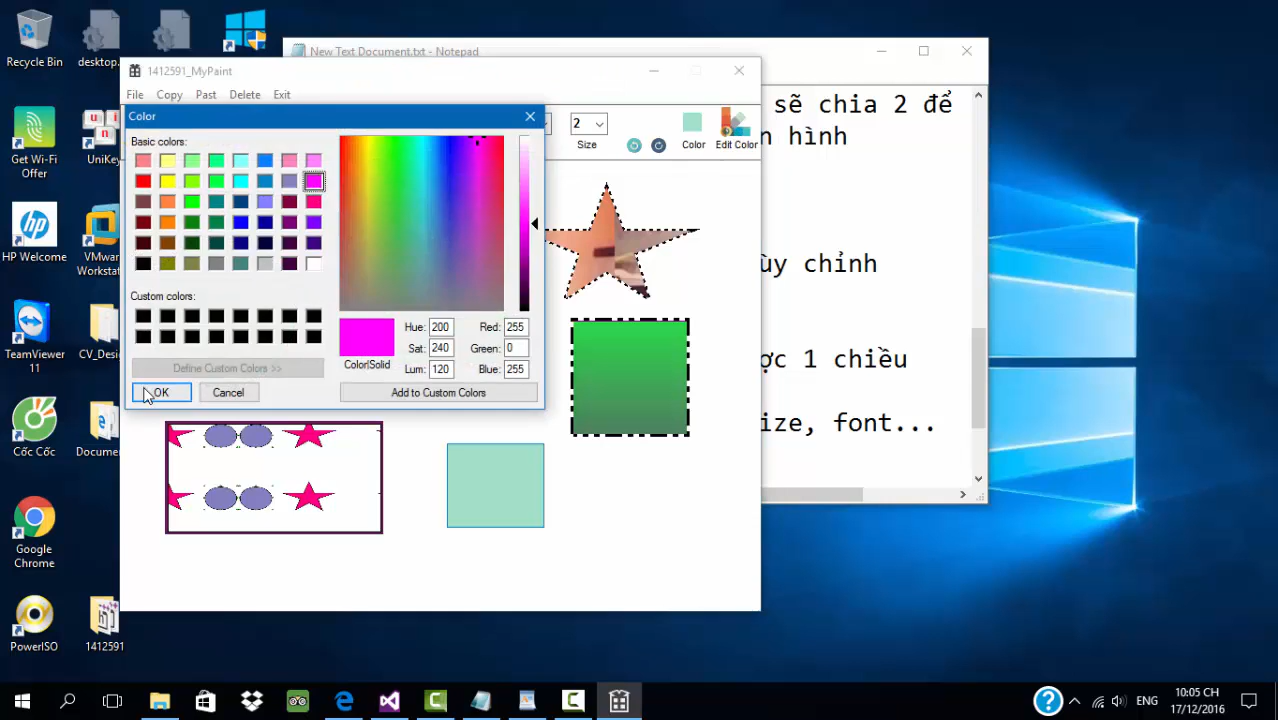 Recycle Bin
desktop.
Get Wi-Fi
Offer
UniKey
HP Welcome
VMwar
Workstat
TeamViewer
11
CV_Desi
Cốc Cốc
Docume
Google
Chrome
PowerISO
1412591
New Text Document.txt - Notepad
sẽ chia 2 để
n hình
ùy chỉnh
ợc 1 chiều
ize, font...
1412591_MyPaint
File
Copy
Past
Delete
Exit
2
Size
Color
Edit Color
Color
Basic colors:
Custom colors:
Define Custom Colors >>
OK
Cancel
Color|Solid
Hue: 200
Sat: 240
Lum: 120
Red: 255
Green: 0
Blue: 255
Add to Custom Colors
ENG
10:05 CH
17/12/2016